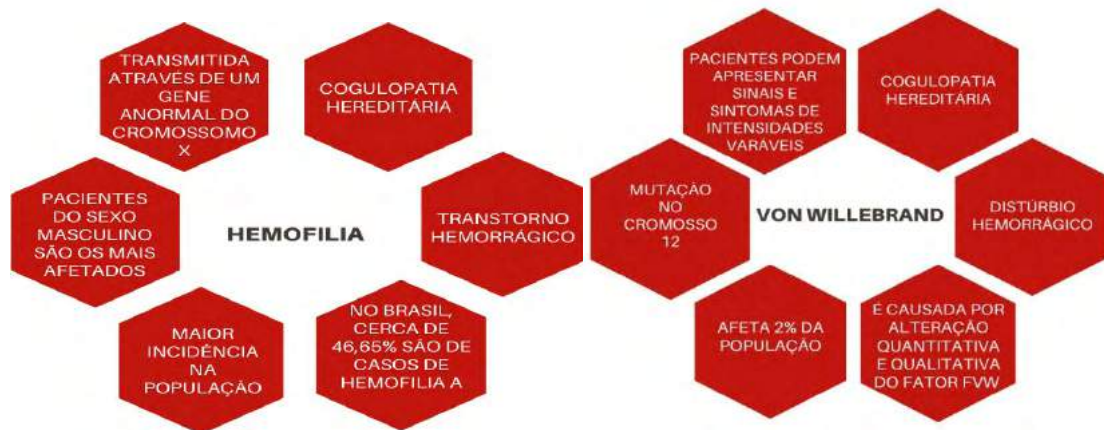 TRANSMITIDA
ATRAVÉS DE UM
GENE
ANORMAL DO
CROMOSSOMO
X
COGULOPATIA
HEREDITÁRIA
PACIENTES
DO SEXO
MASCULINO
SÃO OS MAIS
AFETADOS
HEMOFILIA
TRANSTORNO
HEMORRÁGICO
MAIOR
INCIDÊNCIA
NA
POPULAÇÃO
NO BRASIL,
CERCA DE
46,65% SÃO DE
CASOS DE
HEMOFILIA A
PACIENTES PODEM
APRESENTAR
SINAIS E
SINTOMAS DE
INTENSIDADES
VARÁVEIS
COGULOPATIA
HEREDITÁRIA
MUTAÇÃO
NO
CROMOSSO
12
VON WILLEBRAND
DISTÚRBIO
HEMORRÁGICO
AFETA 2% DA
POPULAÇÃO
É CAUSADA POR
ALTERAÇÃO
QUANTITATIVA
E QUALITATIVA
DO FATOR FVW